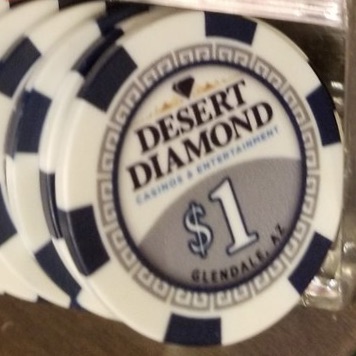 DESERT
DIAMOND
CASINOS & ENTERTAINMENT
$1
GLENDALE, AZ